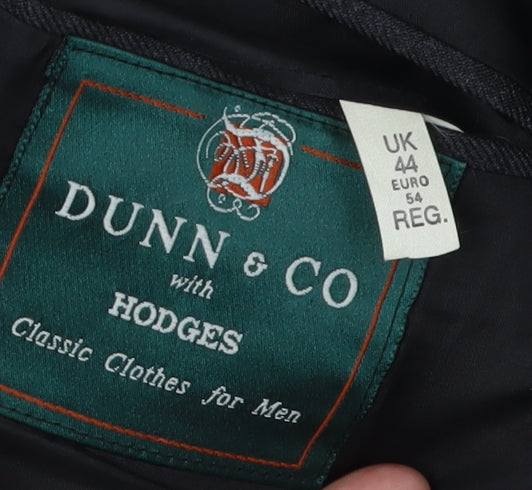 DUNN & CO
with
HODGES
Classic Clothes for Men
UK
44
EURO
54
REG.